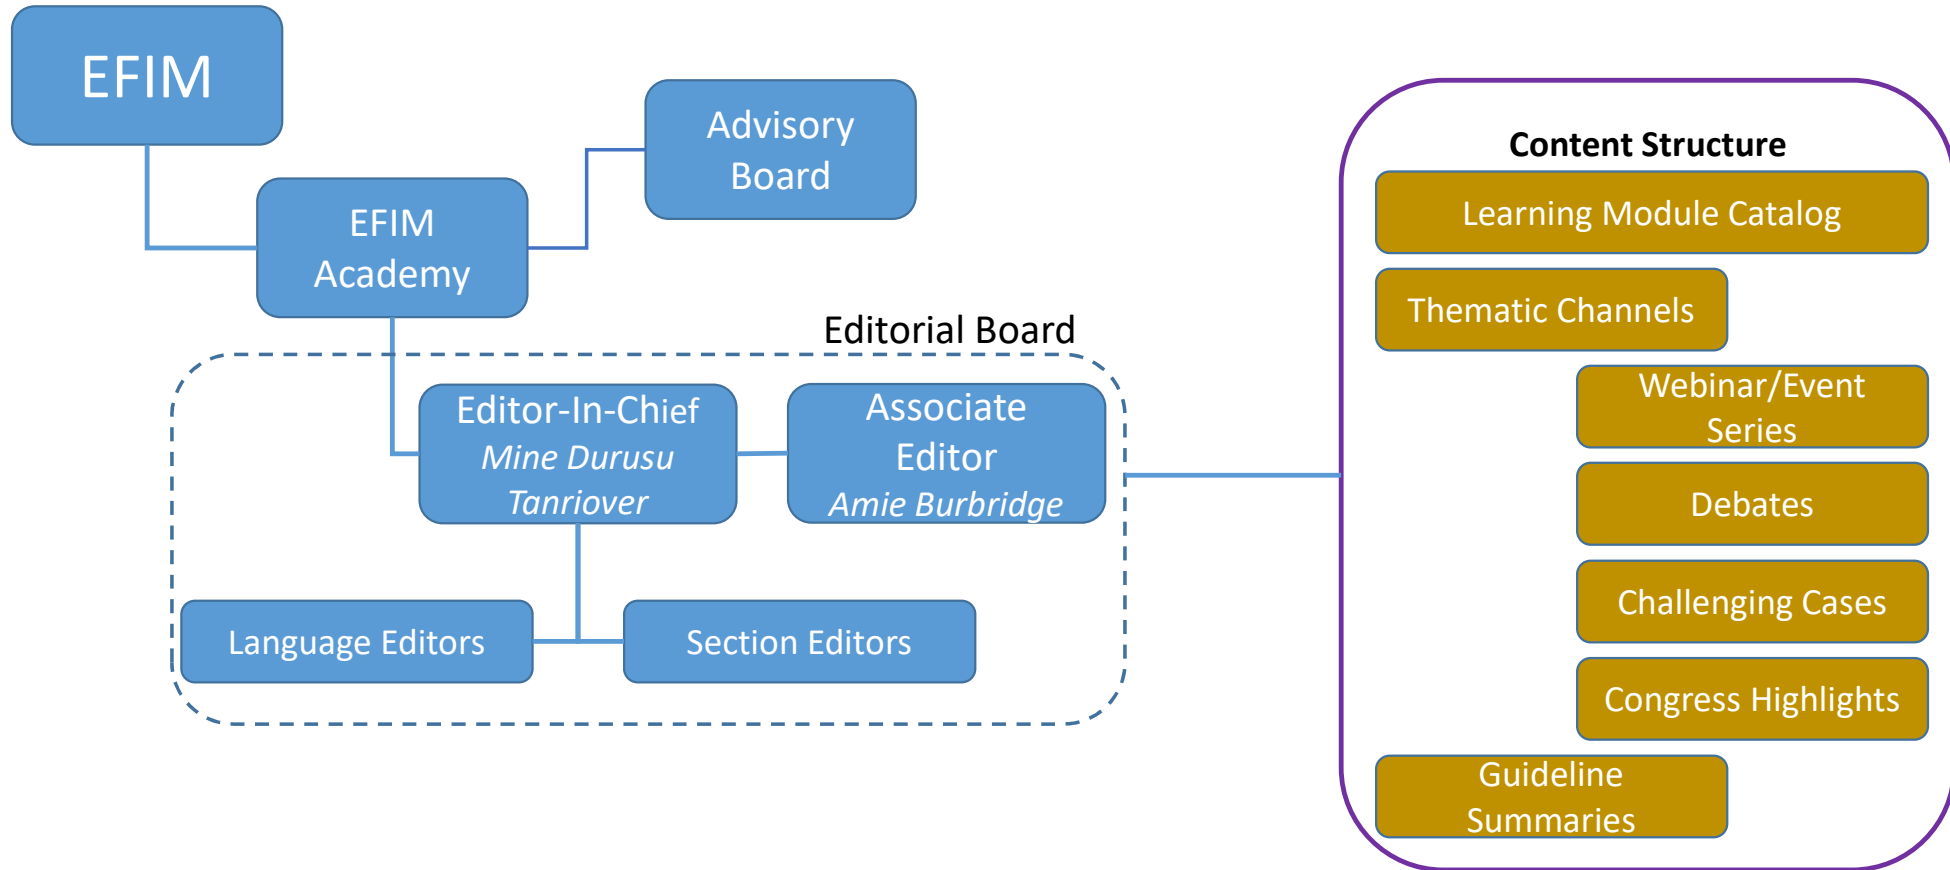 EFIM
Advisory
Board
EFIM
Academy
Editorial Board
Editor-In-Chief
Mine Durusu
Tanriover
Associate
Editor
Amie Burbridge
Language Editors
Section Editors
Content Structure
Learning Module Catalog
Thematic Channels
Webinar/Event
Series
Debates
Challenging Cases
Congress Highlights
Guideline
Summaries